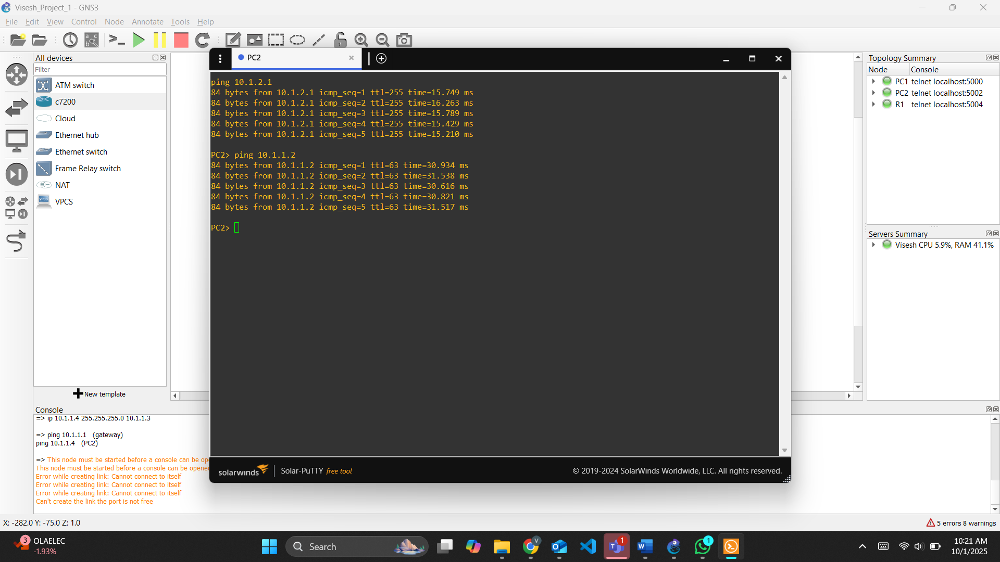 Visesh_Project_1 - GNS3
File Edit View Control Node Annotate Tools Help
All devices
Filter
ATM switch
c7200
Cloud
Ethernet hub
Ethernet switch
Frame Relay switch
NAT
VPCS
New template
PC2
ping 10.1.2.1
84 bytes from 10.1.2.1 icmp_seq=1 ttl=255 time=15.749 ms
84 bytes from 10.1.2.1 icmp_seq=2 ttl=255 time=16.263 ms
84 bytes from 10.1.2.1 icmp_seq=3 ttl=255 time=15.789 ms
84 bytes from 10.1.2.1 icmp_seq=4 ttl=255 time=15.429 ms
84 bytes from 10.1.2.1 icmp_seq=5 ttl=255 time=15.210 ms
PC2> ping 10.1.1.2
84 bytes from 10.1.1.2 icmp_seq=1 ttl=63 time=30.934 ms
84 bytes from 10.1.1.2 icmp_seq=2 ttl=63 time=31.538 ms
84 bytes from 10.1.1.2 icmp_seq=3 ttl=63 time=30.616 ms
84 bytes from 10.1.1.2 icmp_seq=4 ttl=63 time=30.821 ms
84 bytes from 10.1.1.2 icmp_seq=5 ttl=63 time=31.517 ms
PC2>
solarwinds Solar-PuTTY free tool © 2019-2024 SolarWinds Worldwide, LLC. All rights reserved.
Topology Summary
Node Console
PC1 telnet localhost:5000
PC2 telnet localhost:5002
R1 telnet localhost:5004
Servers Summary
Visesh CPU 5.9%, RAM 41.1%
Console
=> ip 10.1.1.4 255.255.255.0 10.1.1.3
=> ping 10.1.1.1 (gateway)
ping 10.1.1.4 (PC2)
=> This node must be started before a console can be ope
This node must be started before a console can be opened
Error while creating link: Cannot connect to itself
Error while creating link: Cannot connect to itself
Error while creating link: Cannot connect to itself
Can't create the link the port is not free
X: -282.0 Y: -75.0 Z: 1.0
5 errors 8 warnings
3
OLAELEC
-1.93%
Search
V
1
1
10:21 AM
10/1/2025